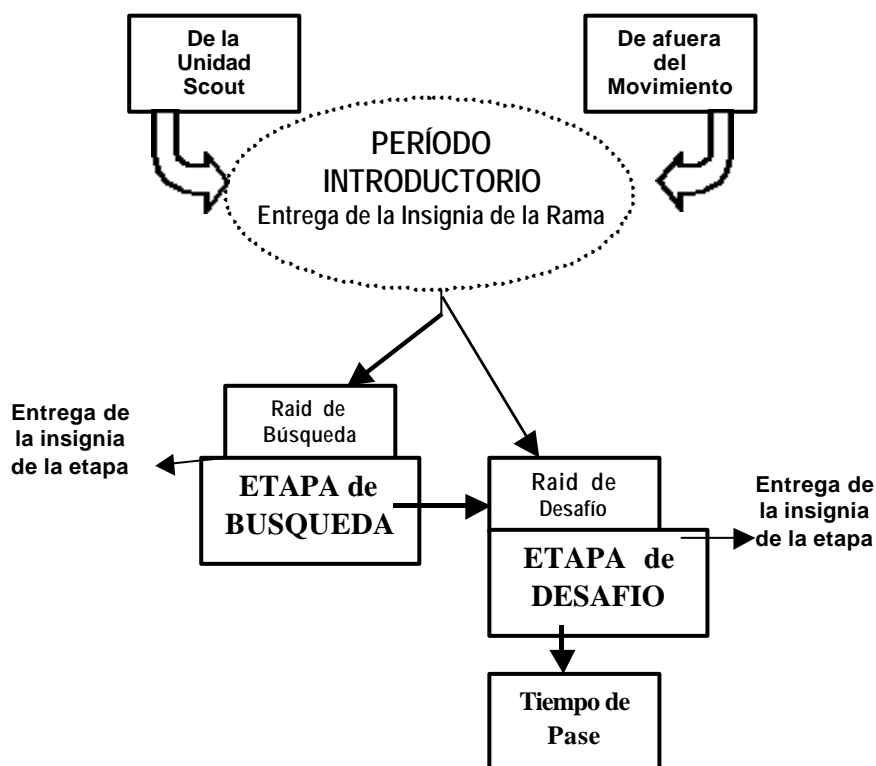 De la
Unidad
Scout
De afuera
del
Movimiento
PERÍODO
INTRODUCTORIO
Entrega de la Insignia de la Rama
Raid de
Búsqueda
Entrega de
la insignia
de la etapa
ETAPA de
BUSQUEDA
Raid de
Desafío
Entrega de
la insignia
de la etapa
ETAPA de
DESAFIO
Tiempo de
Pase